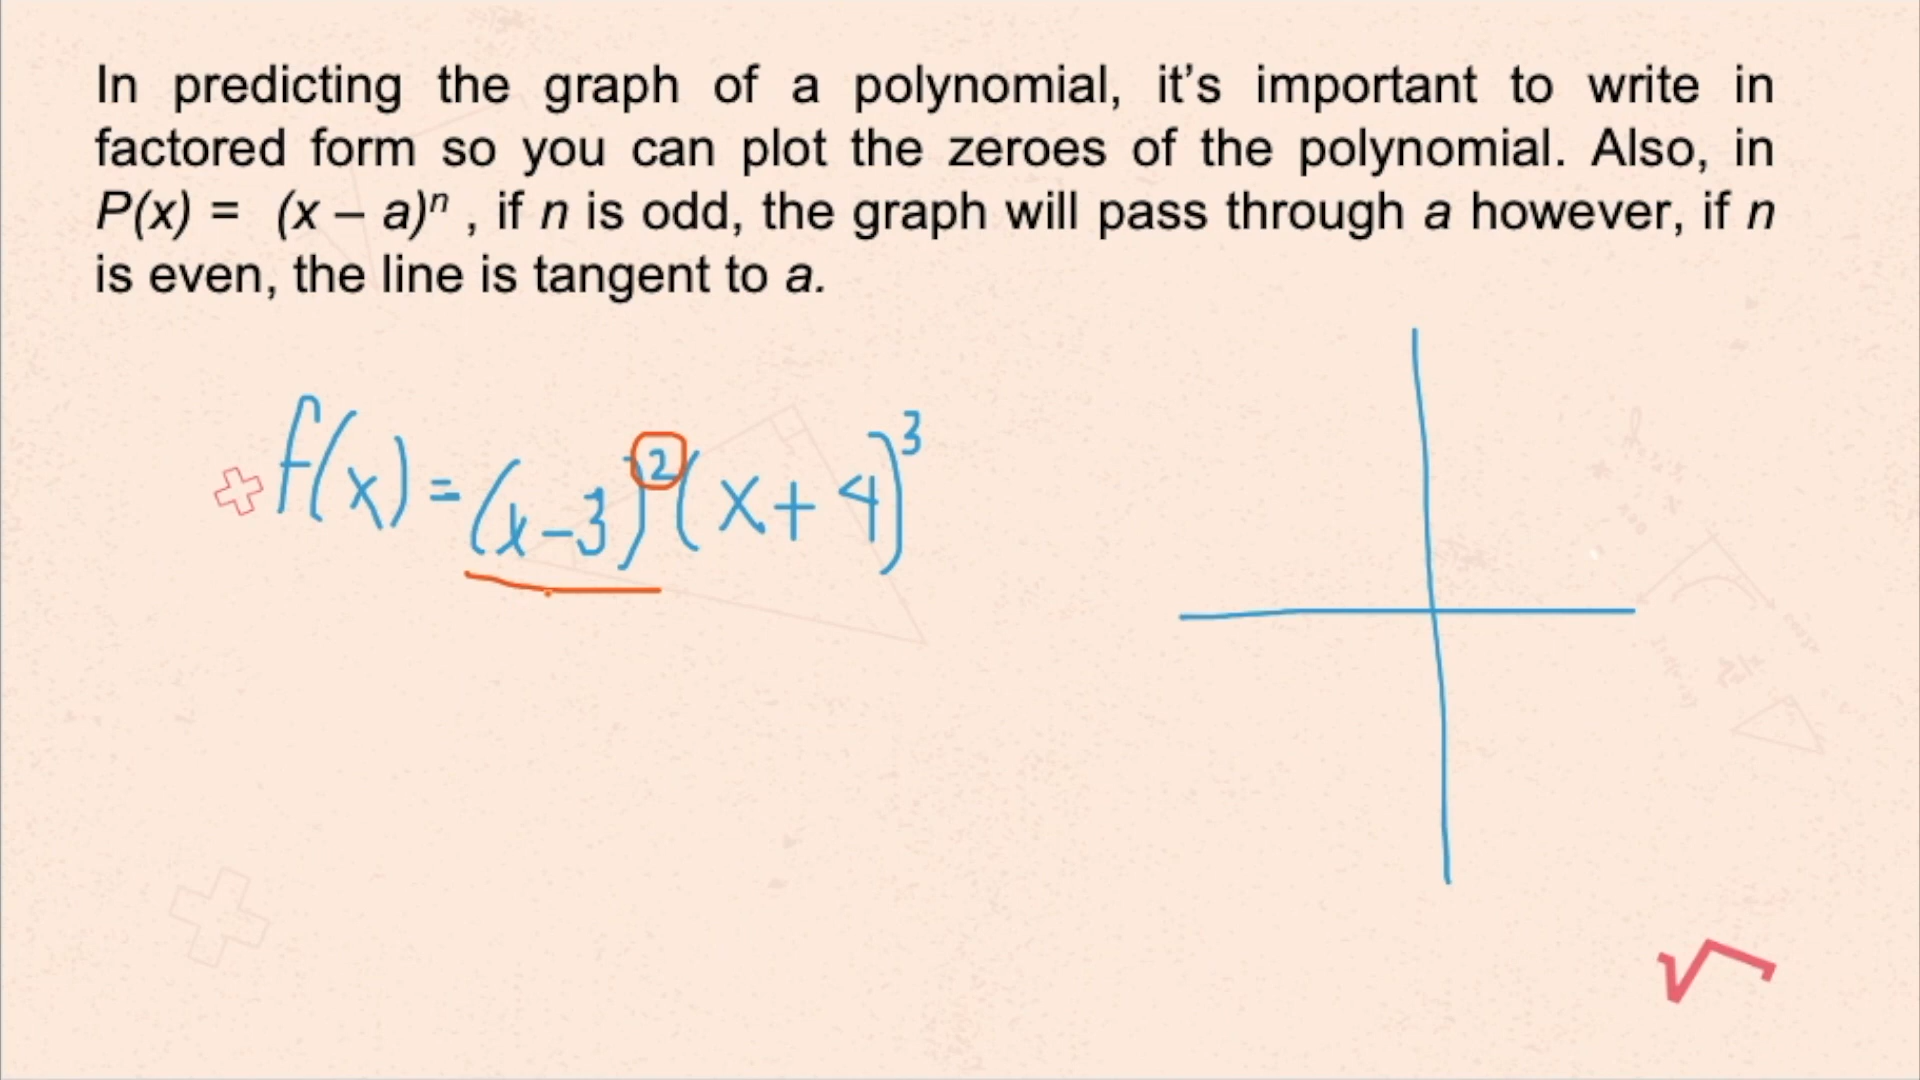 In predicting the graph of a polynomial, it's important to write in
factored form so you can plot the zeroes of the polynomial. Also, in
P(x) = (x – a)ⁿ , if n is odd, the graph will pass through a however, if n
is even, the line is tangent to a.
f(x) = (x-3)²(x+4)³